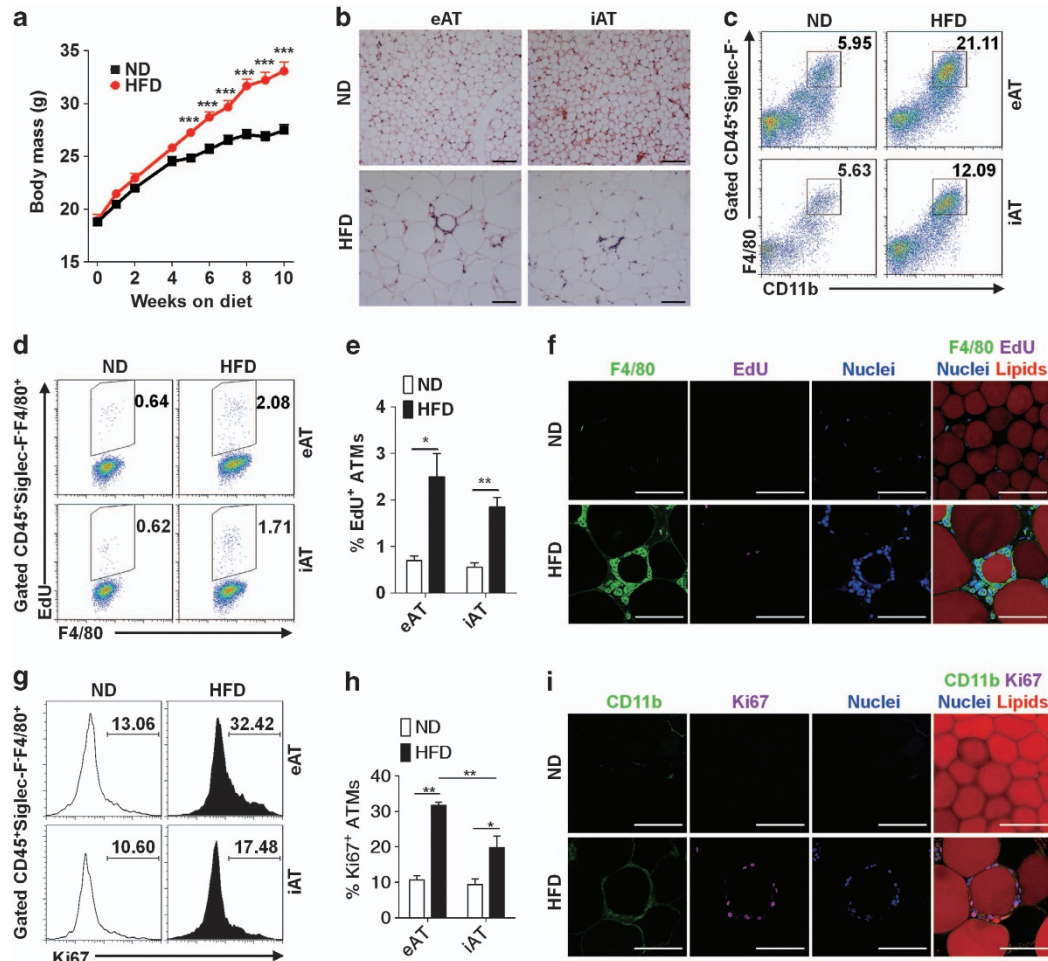 a
35
30
25
20
15
Body mass (g)
ND
HFD
***
***
***
***
***
***
0 2 4 6 8 10
Weeks on diet
b
eAT iAT
ND
HFD
c
ND HFD
Gated CD45+Siglec-F-
F4/80
5.95 21.11
eAT
5.63 12.09
iAT
CD11b
d
ND HFD
Gated CD45+Siglec-F-F4/80+
EdU
0.64 2.08
eAT
0.62 1.71
iAT
F4/80
e
ND
HFD
% EdU+ ATMs
4
3
2
1
0
*
**
eAT iAT
f
F4/80 EdU Nuclei
F4/80 EdU
Nuclei Lipids
ND
HFD
g
ND HFD
Gated CD45+Siglec-F-F4/80+
13.06 32.42
eAT
10.60 17.48
iAT
Ki67
h
ND
HFD
% Ki67+ ATMs
40
30
20
10
0
**
**
*
eAT iAT
i
CD11b Ki67 Nuclei
CD11b Ki67
Nuclei Lipids
ND
HFD